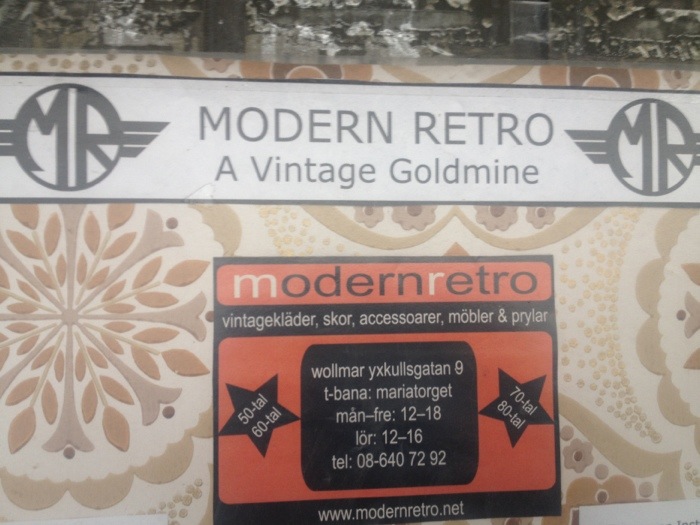 MR
MODERN RETRO
MR
A Vintage Goldmine
modernretro
vintagekläder, skor, accessoarer, möbler & prylar
50-tal
60-tal
wollmar yxkullsgatan 9
t-bana: mariatorget
mån–fre: 12–18
lör: 12–16
tel: 08-640 72 92
70-tal
80-tal
www.modernretro.net